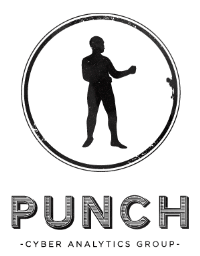 PUNCH
-CYBER ANALYTICS GROUP-